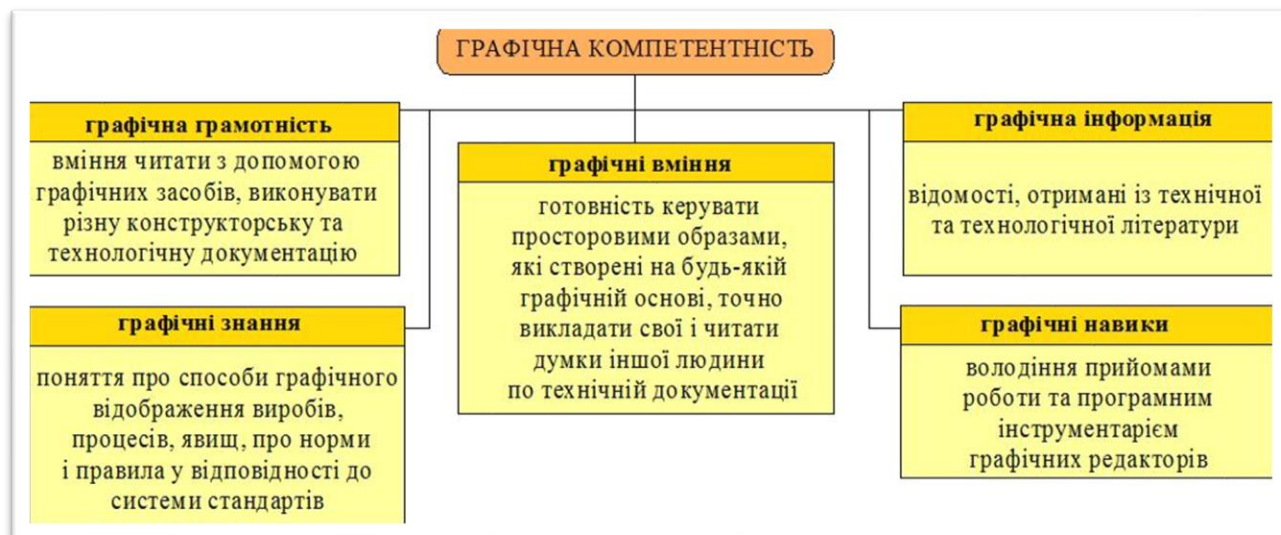 ГРАФІЧНА КОМПЕТЕНТНІСТЬ
графічна грамотність
вміння читати з допомогою
графічних засобів, виконувати
різну конструкторську та
технологічну документацію
графічні знання
поняття про способи графічного
відображення виробів,
процесів, явищ, про норми
і правила у відповідності до
системи стандартів
графічні вміння
готовність керувати
просторовими образами,
які створені на будь-якій
графічній основі, точно
викладати свої і читати
думки іншої людини
по технічній документації
графічна інформація
відомості, отримані із технічної
та технологічної літератури
графічні навики
володіння прийомами
роботи та програмним
інструментарієм
графічних редакторів